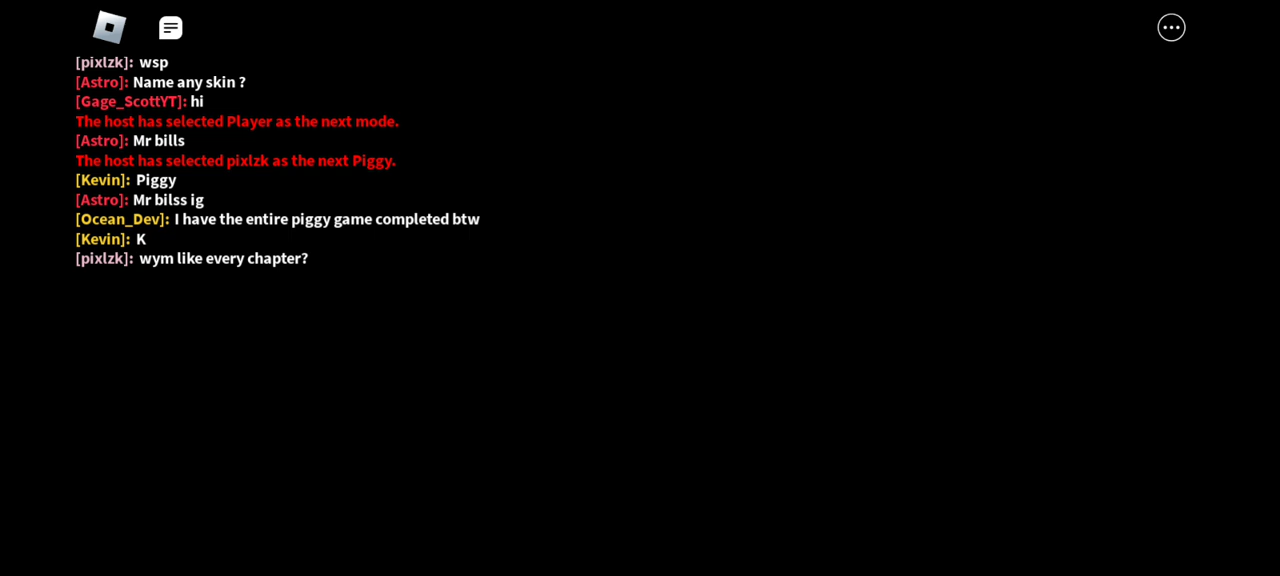 [pixlzk]: wsp
[Astro]: Name any skin ?
[Gage_ScottYT]: hi
The host has selected Player as the next mode.
[Astro]: Mr bills
The host has selected pixlzk as the next Piggy.
[Kevin]: Piggy
[Astro]: Mr bilss ig
[Ocean_Dev]: I have the entire piggy game completed btw
[Kevin]: K
[pixlzk]: wym like every chapter?